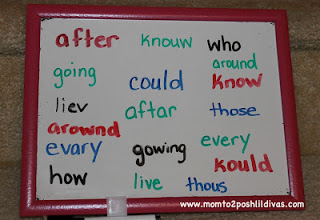 after knouw who
going around
could know
liev aftar those
arownd
evary gowing every
kould
how live thous
www.momto2poshlildivas.com